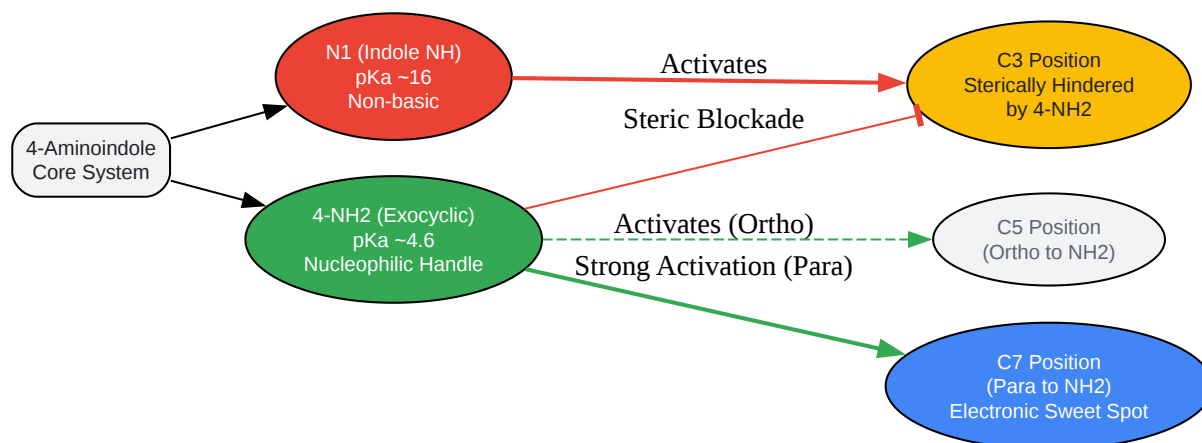 4-Aminoindole
Core System
N1 (Indole NH)
pKa ~16
Non-basic
4-NH2 (Exocyclic)
pKa ~4.6
Nucleophilic Handle
Activates
Steric Blockade
Activates (Ortho)
Strong Activation (Para)
C3 Position
Sterically Hindered
by 4-NH2
C5 Position
(Ortho to NH2)
C7 Position
(Para to NH2)
Electronic Sweet Spot